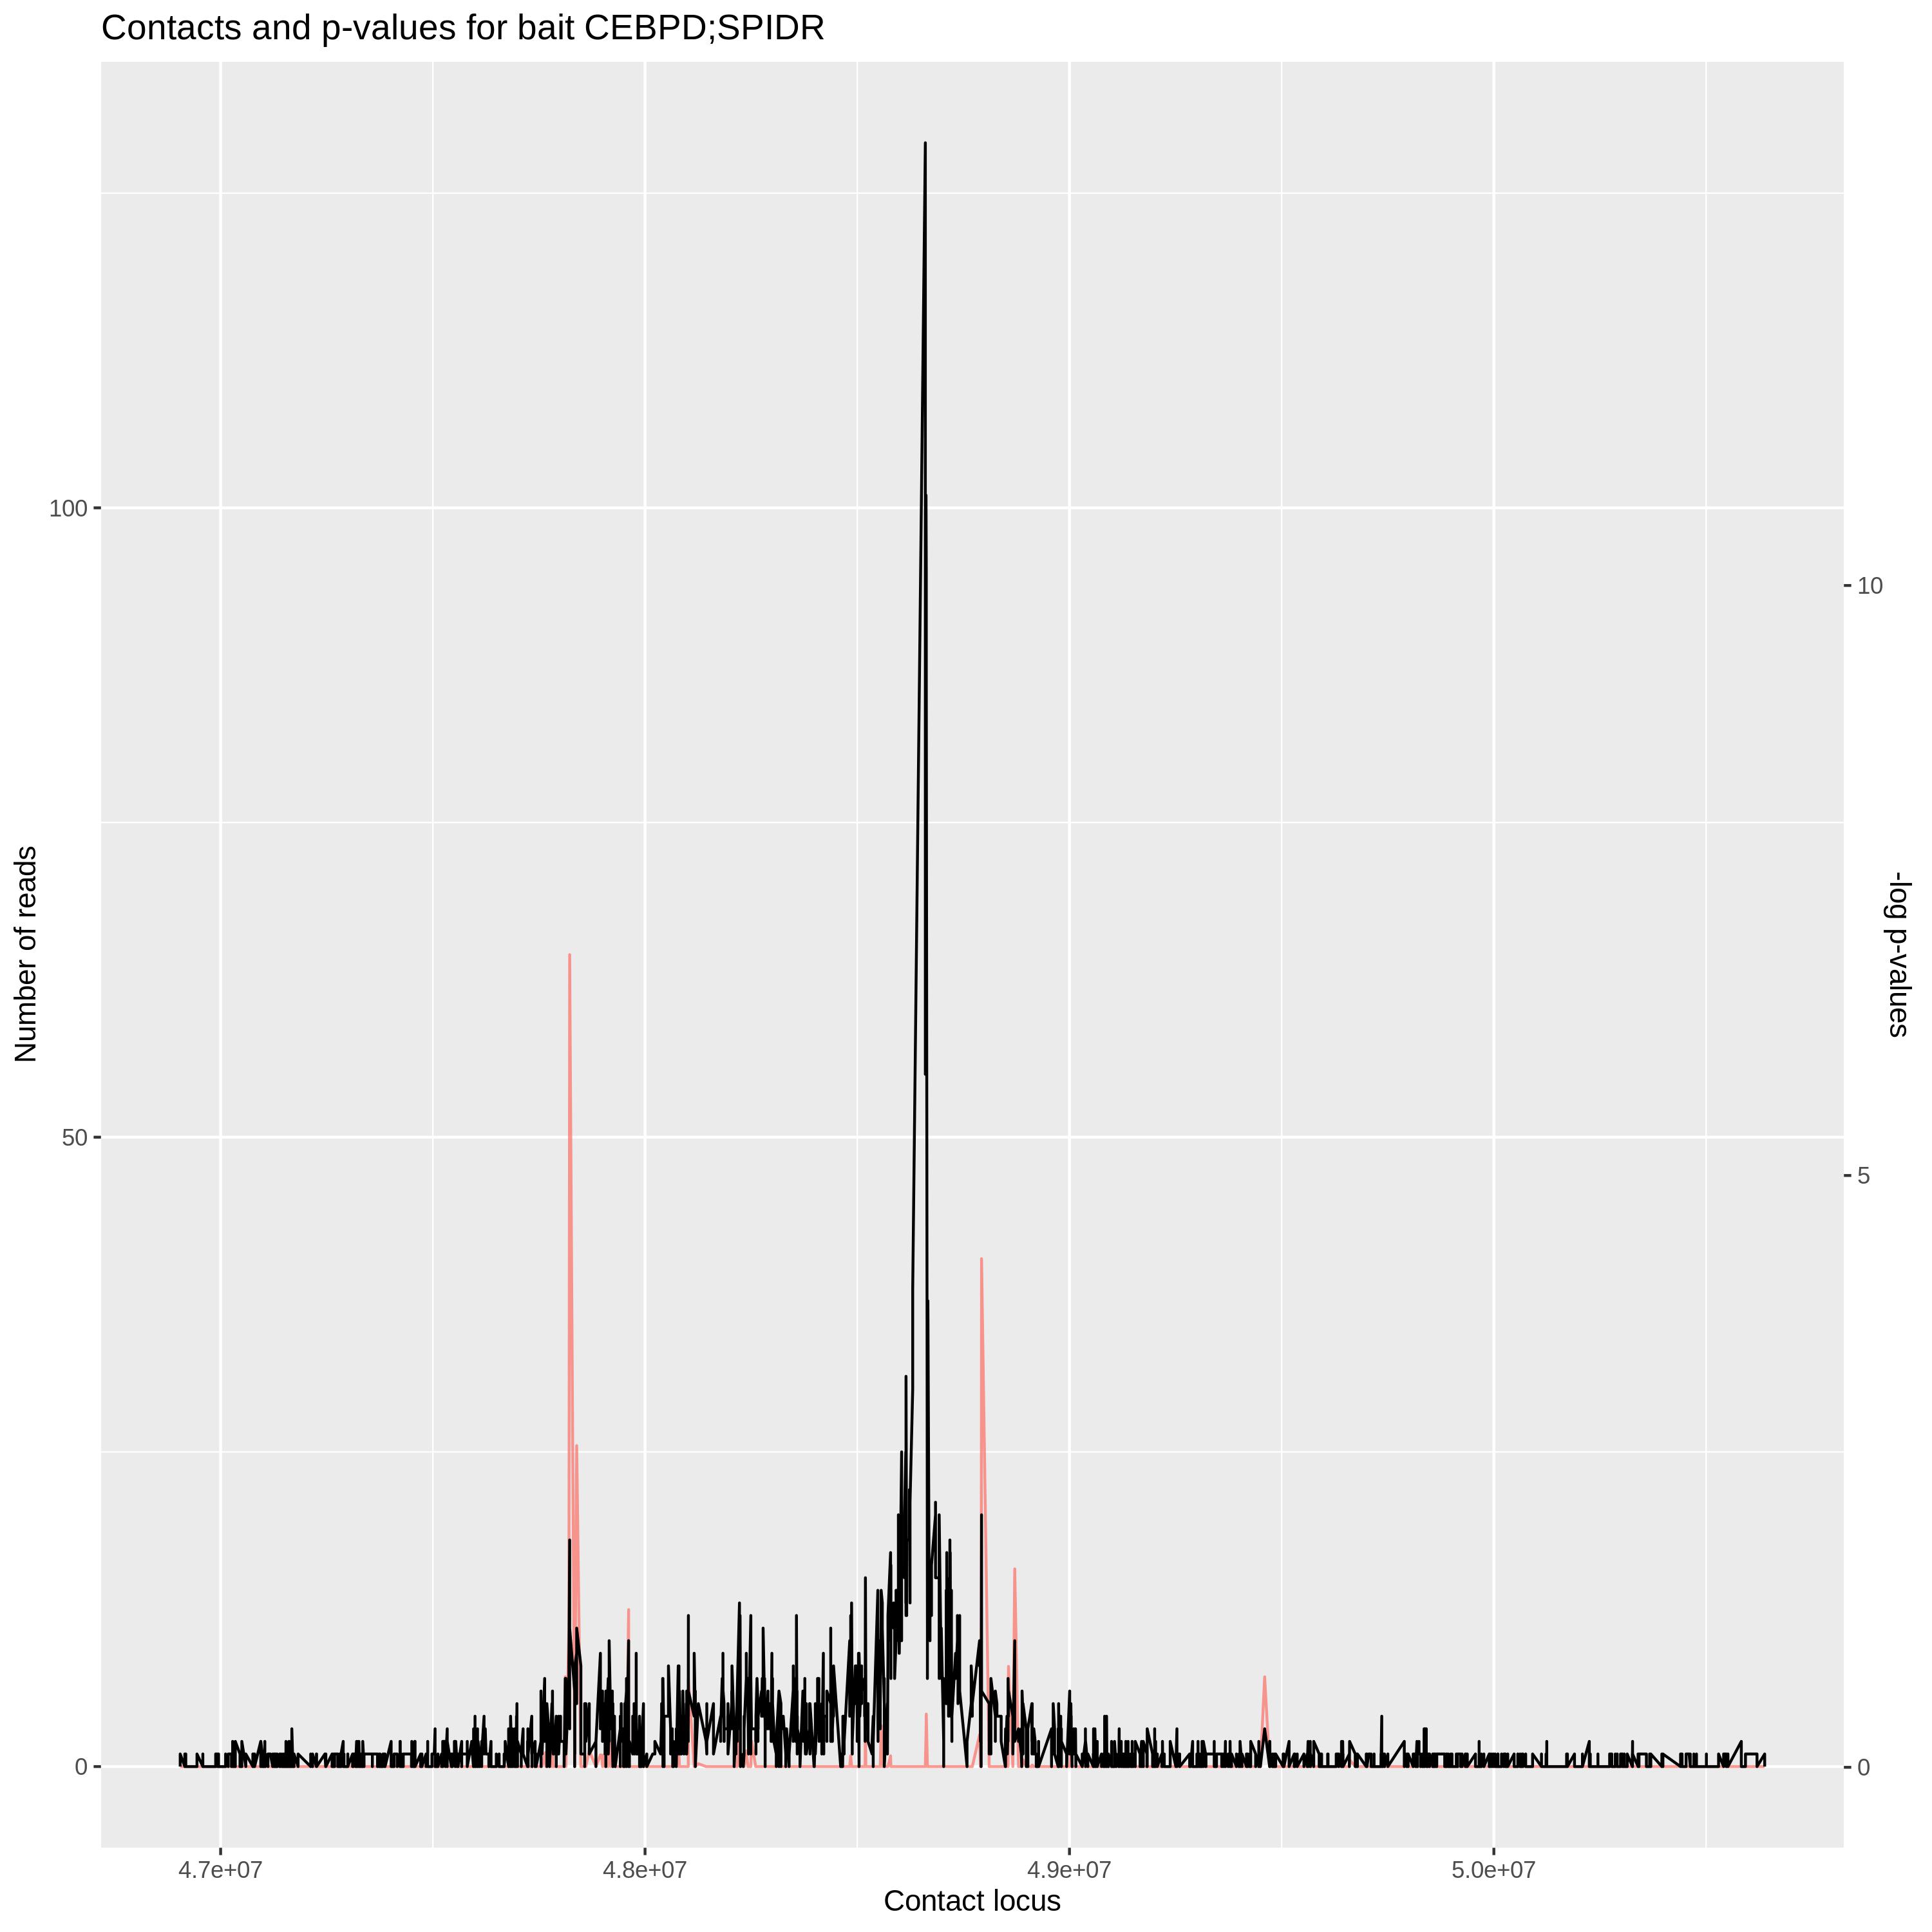 Contacts and p-values for bait CEBPD;SPIDR
Number of reads
100
50
0
10
5
0
-log p-values
4.7e+07
4.8e+07
4.9e+07
5.0e+07
Contact locus